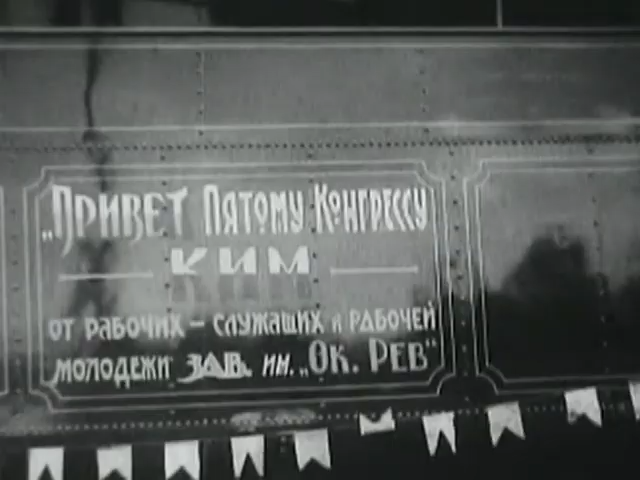 „Привет Пятому Конгрессу
КИМ
от рабочих – служащих и рабочей
молодежи зав. им. „Ок. Рев"